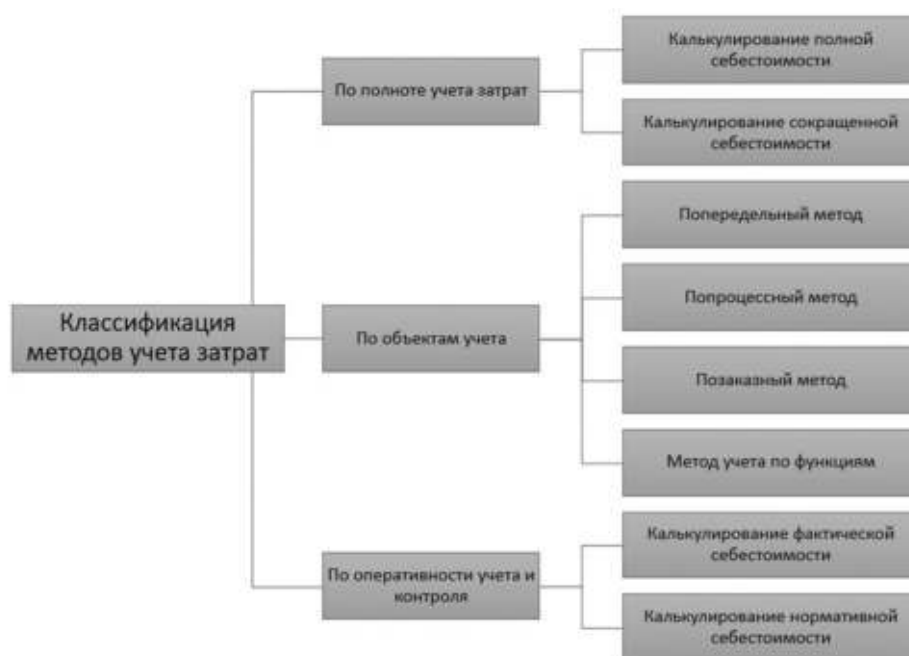 Классификация
методов учета затрат
По полноте учета затрат
Калькулирование полной
себестоимости
Калькулирование сокращенной
себестоимости
По объектам учета
Попередельный метод
Попроцессный метод
Позаказный метод
Метод учета по функциям
По оперативности учета и
контроля
Калькулирование фактической
себестоимости
Калькулирование нормативной
себестоимости